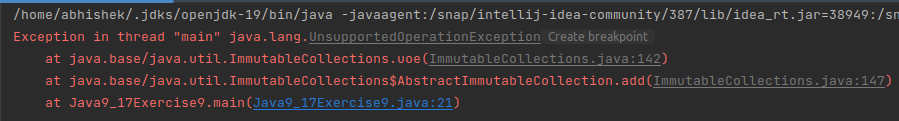 /home/abhishek/.jdks/openjdk-19/bin/java -javaagent:/snap/intellij-idea-community/387/lib/idea_rt.jar=38949:/sn
Exception in thread "main" java.lang.UnsupportedOperationException Create breakpoint
at java.base/java.util.ImmutableCollections.uoe(ImmutableCollections.java:142)
at java.base/java.util.ImmutableCollections$AbstractImmutableCollection.add(ImmutableCollections.java:147)
at Java9_17Exercise9.main(Java9_17Exercise9.java:21)